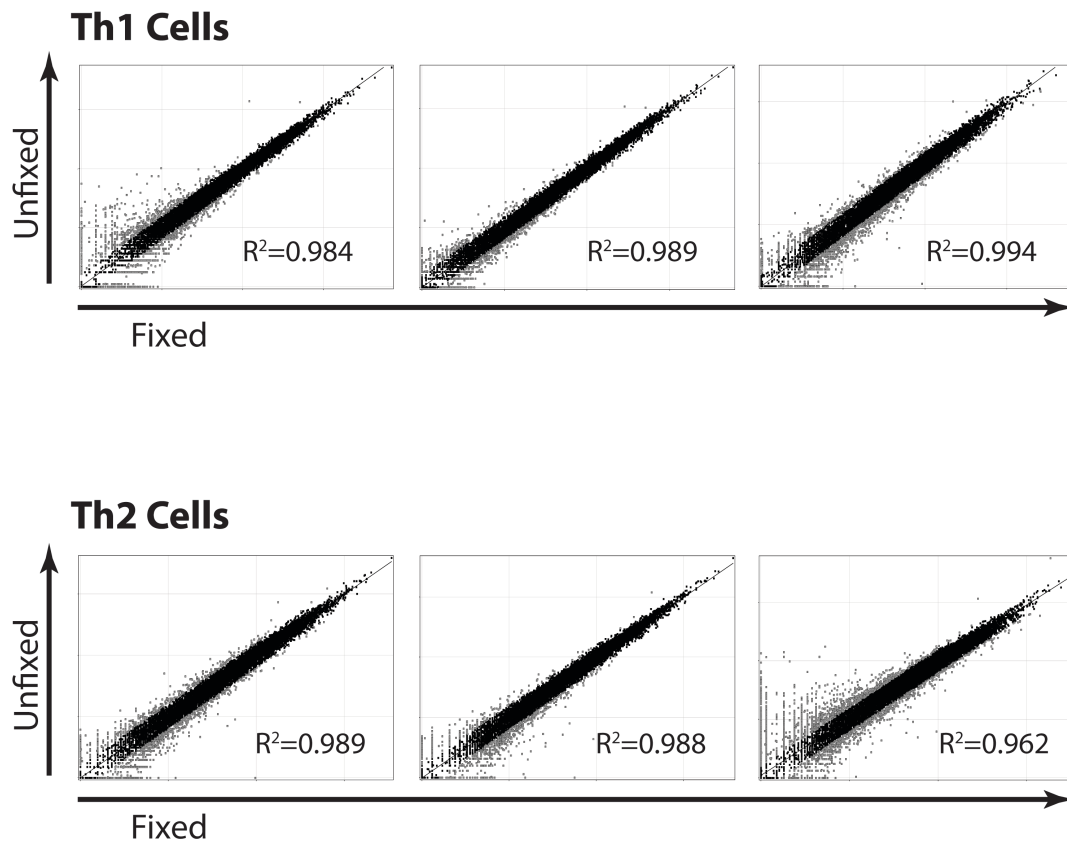 Th1 Cells
Unfixed
R²=0.984
R²=0.989
R²=0.994
Fixed
Th2 Cells
Unfixed
R²=0.989
R²=0.988
R²=0.962
Fixed